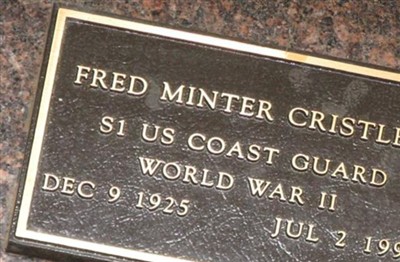 FRED MINTER CRISTLE
S1 US COAST GUARD
WORLD WAR II
DEC 9 1925 JUL 2 199